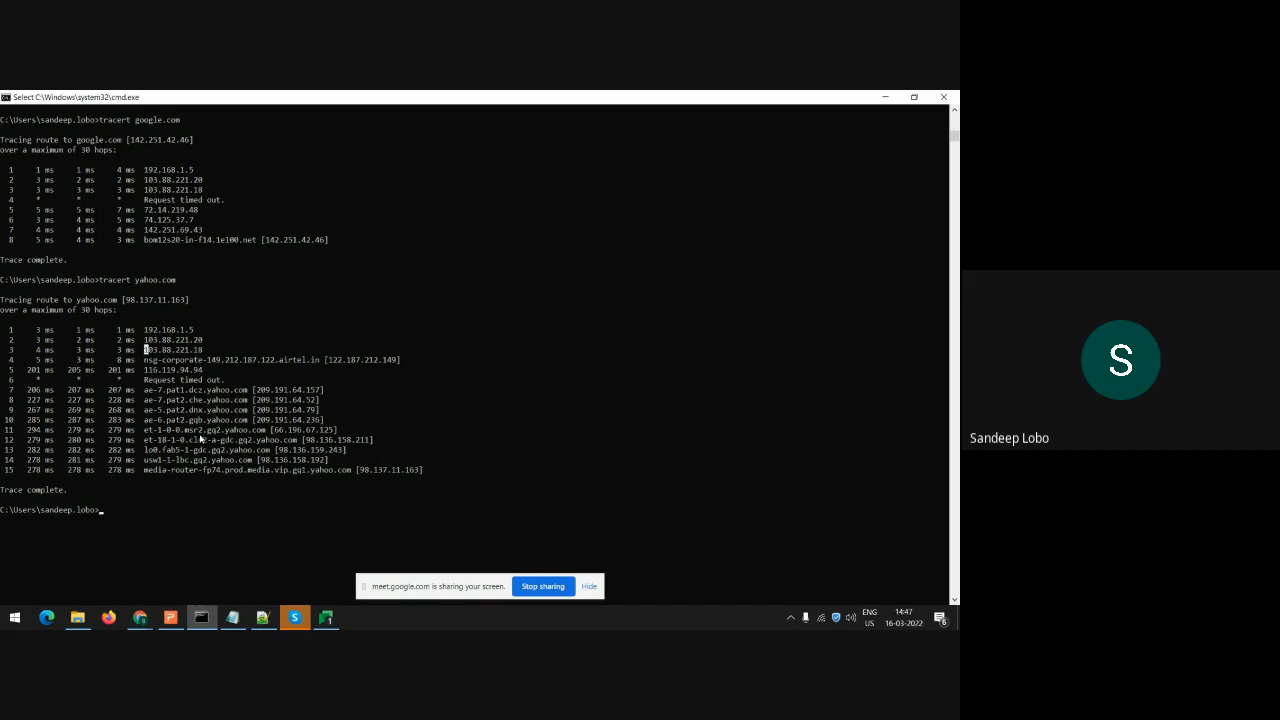 Select C:\Windows\system32\cmd.exe
C:\Users\sandeep.lobo>tracert google.com
Tracing route to google.com [142.251.42.46]
over a maximum of 30 hops:
1 1 ms 1 ms 4 ms 192.168.1.5
2 3 ms 2 ms 2 ms 103.88.221.20
3 3 ms 3 ms 3 ms 103.88.221.18
4 * * * Request timed out.
5 5 ms 5 ms 7 ms 72.14.219.48
6 3 ms 4 ms 5 ms 74.125.37.7
7 4 ms 4 ms 4 ms 142.251.69.43
8 5 ms 4 ms 3 ms bom12s20-in-f14.1e100.net [142.251.42.46]
Trace complete.
C:\Users\sandeep.lobo>tracert yahoo.com
Tracing route to yahoo.com [98.137.11.163]
over a maximum of 30 hops:
1 3 ms 1 ms 1 ms 192.168.1.5
2 3 ms 2 ms 2 ms 103.88.221.20
3 4 ms 3 ms 3 ms 103.88.221.18
4 5 ms 3 ms 8 ms nsg-corporate-149.212.187.122.airtel.in [122.187.212.149]
5 201 ms 205 ms 201 ms 116.119.94.94
6 * * * Request timed out.
7 206 ms 207 ms 207 ms ae-7.pat1.dcz.yahoo.com [209.191.64.157]
8 227 ms 227 ms 228 ms ae-7.pat2.che.yahoo.com [209.191.64.52]
9 267 ms 269 ms 268 ms ae-5.pat2.dnx.yahoo.com [209.191.64.79]
10 285 ms 287 ms 283 ms ae-6.pat2.gqb.yahoo.com [209.191.64.236]
11 294 ms 279 ms 279 ms et-1-0-0.msr2.gq2.yahoo.com [66.196.67.125]
12 279 ms 280 ms 279 ms [98.136.158.211]
13 282 ms 282 ms 282 ms lo0.fab5-1-gdc.gq2.yahoo.com [98.136.159.243]
14 278 ms 281 ms 279 ms usw1-1-lbc.gq2.yahoo.com [98.136.158.192]
15 278 ms 278 ms 278 ms media-router-fp74.prod.media.vip.gq1.yahoo.com [98.137.11.163]
Trace complete.
C:\Users\sandeep.lobo>
meet.google.com is sharing your screen. Stop sharing Hide
ENG
US
14:47
16-03-2022
6
S
Sandeep Lobo